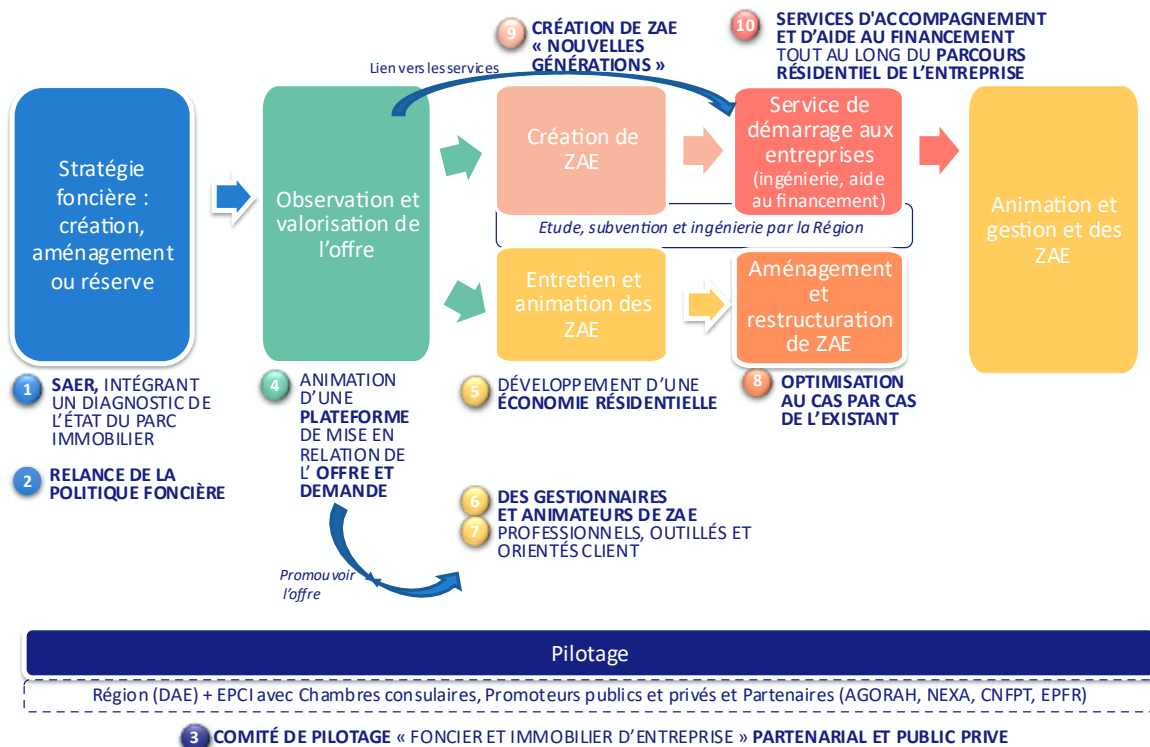 9
CRÉATION DE ZAE
« NOUVELLES
GÉNÉRATIONS »
10
SERVICES D'ACCOMPAGNEMENT
ET D'AIDE AU FINANCEMENT
TOUT AU LONG DU PARCOURS
RÉSIDENTIEL DE L'ENTREPRISE
Lien vers les services
Stratégie
foncière :
création,
aménagement
ou réserve
Observation et
valorisation de
l'offre
Création de
ZAE
Service de
démarrage aux
entreprises
(ingénierie, aide
au financement)
Etude, subvention et ingénierie par la Région
Entretien et
animation des
ZAE
Aménagement
et
restructuration
de ZAE
Animation et
gestion et des
ZAE
1
SAER, INTÉGRANT
UN DIAGNOSTIC DE
L'ÉTAT DU PARC
IMMOBILIER
2
RELANCE DE LA
POLITIQUE FONCIÈRE
4
ANIMATION
D'UNE
PLATEFORME
DE MISE EN
RELATION DE
L' OFFRE ET
DEMANDE
5
DÉVELOPPEMENT D'UNE
ÉCONOMIE RÉSIDENTIELLE
8
OPTIMISATION
AU CAS PAR CAS
DE L'EXISTANT
6
DES GESTIONNAIRES
ET ANIMATEURS DE ZAE
7
PROFESSIONNELS, OUTILLÉS ET
ORIENTÉS CLIENT
Promouvoir
l'offre
Pilotage
Région (DAE) + EPCI avec Chambres consulaires, Promoteurs publics et privés et Partenaires (AGORAH, NEXA, CNFPT, EPFR)
3 COMITÉ DE PILOTAGE « FONCIER ET IMMOBILIER D'ENTREPRISE » PARTENARIAL ET PUBLIC PRIVE